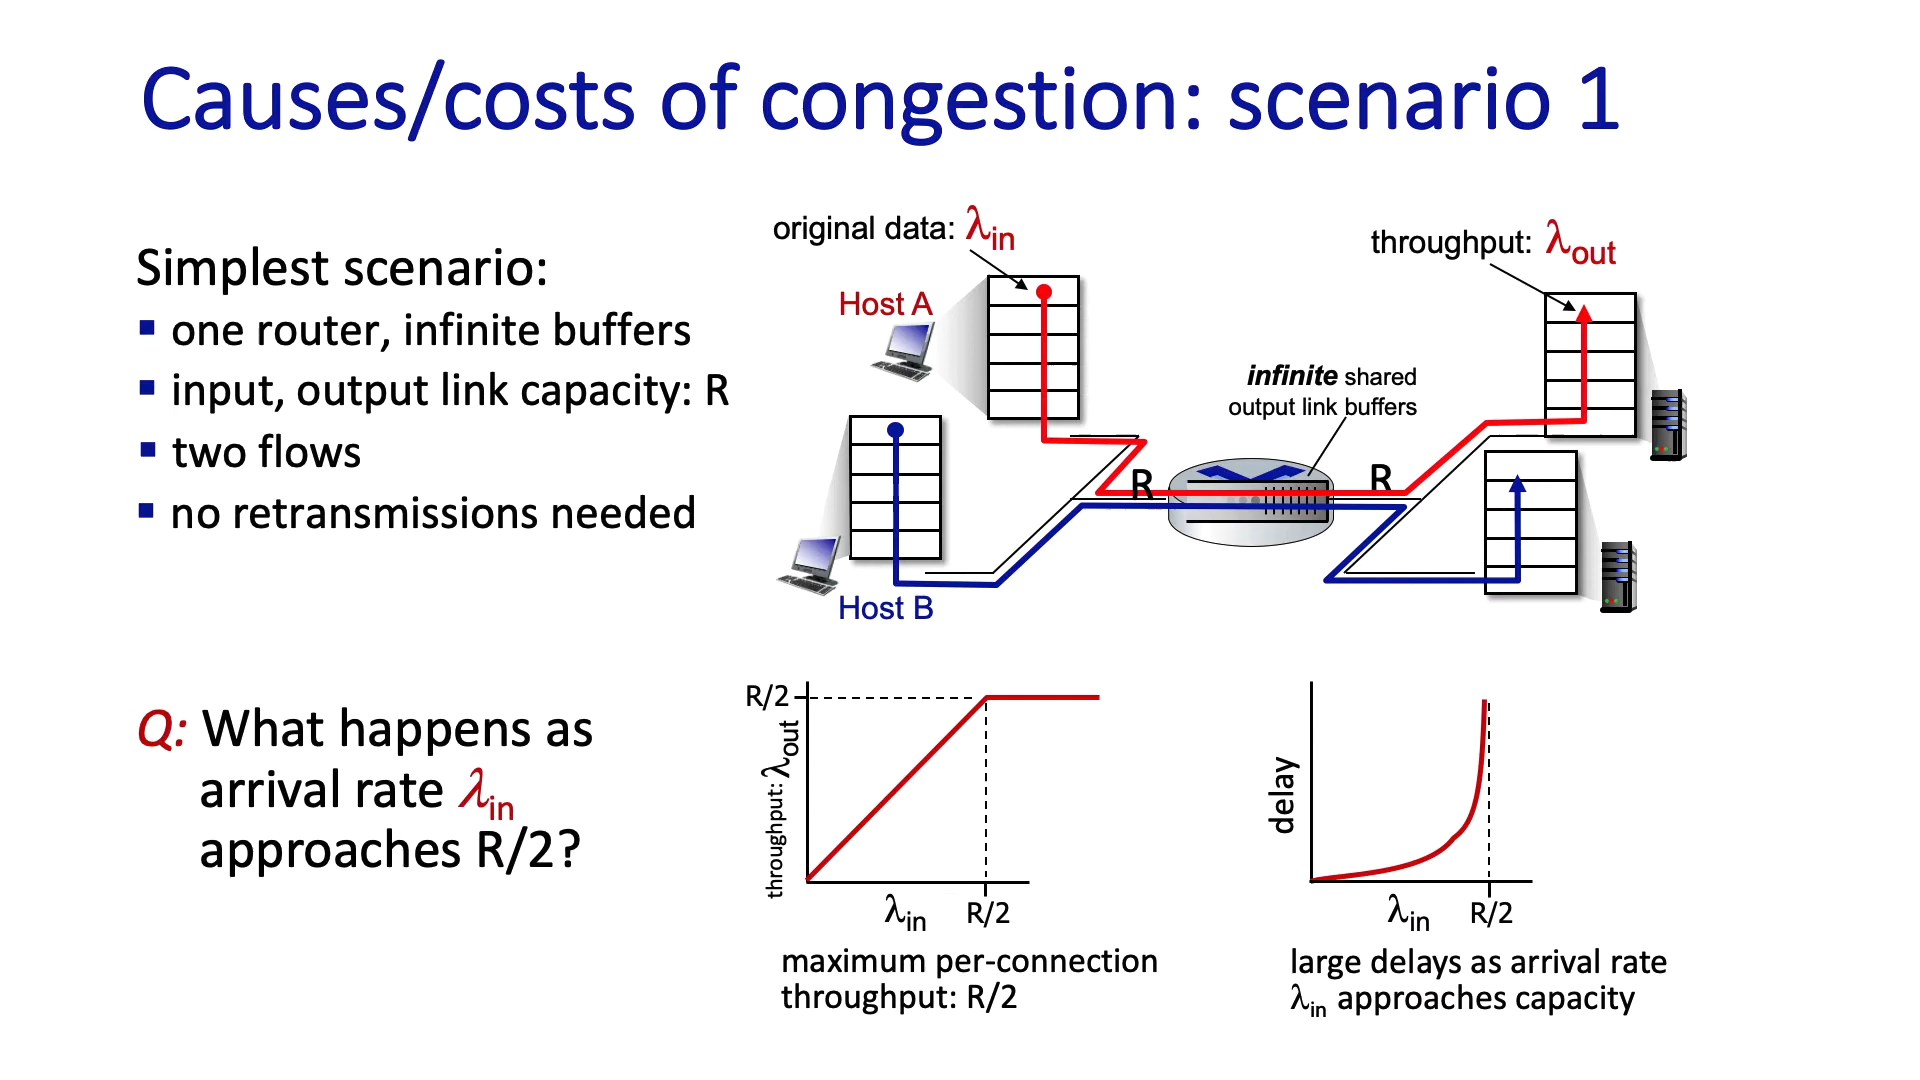 Causes/costs of congestion: scenario 1
Simplest scenario:
▪ one router, infinite buffers
▪ input, output link capacity: R
▪ two flows
▪ no retransmissions needed
original data: λin
throughput: λout
Host A
infinite shared
output link buffers
R
R
Host B
Q: What happens as
arrival rate λin
approaches R/2?
R/2
throughput: λout
λin
R/2
maximum per-connection
throughput: R/2
delay
λin
R/2
large delays as arrival rate
λin approaches capacity